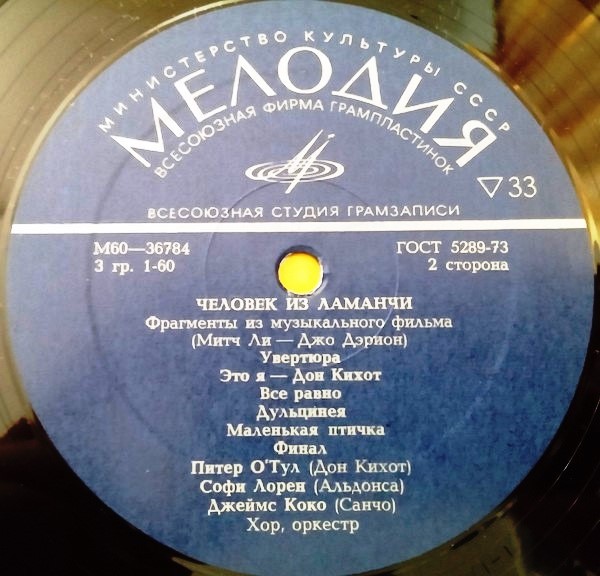 МИНИСТЕРСТВО КУЛЬТУРЫ СССР
МЕЛОДИЯ
ВСЕСОЮЗНАЯ ФИРМА ГРАМПЛАСТИНОК
▽33
ВСЕСОЮЗНАЯ СТУДИЯ ГРАМЗАПИСИ
М60—36784 ГОСТ 5289-73
3 гр. 1-60 2 сторона
ЧЕЛОВЕК ИЗ ЛАМАНЧИ
Фрагменты из музыкального фильма
(Митч Ли — Джо Дэрион)
Увертюра
Это я — Дон Кихот
Все равно
Дульцинея
Маленькая птичка
Финал
Питер О'Тул (Дон Кихот)
Софи Лорен (Альдонса)
Джеймс Коко (Санчо)
Хор, оркестр